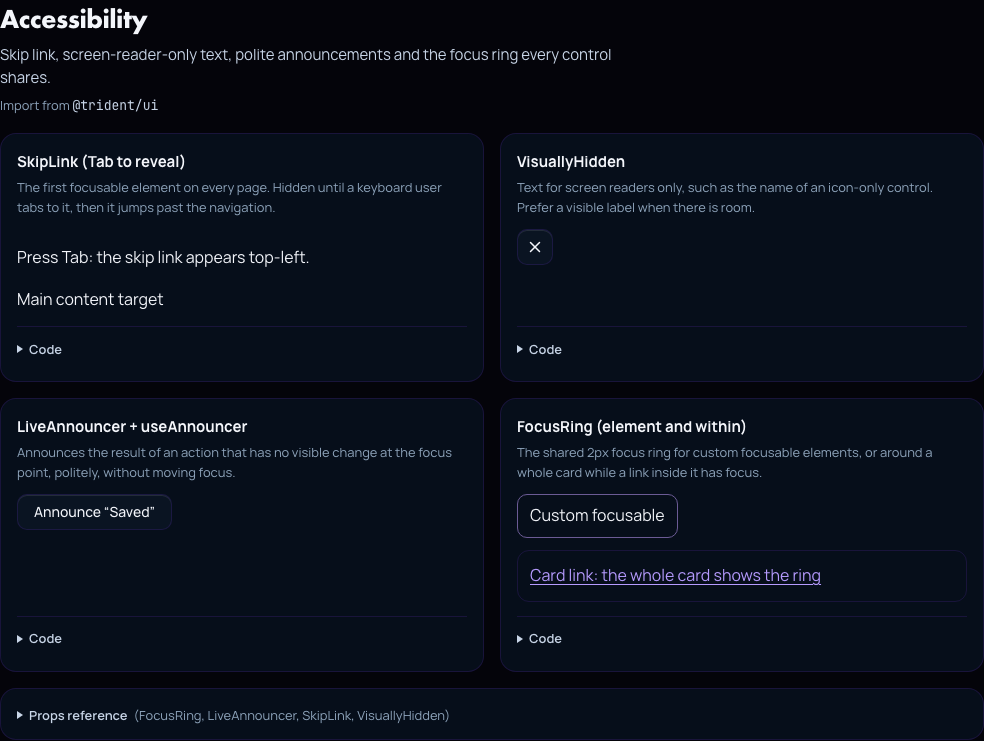 Accessibility
Skip link, screen-reader-only text, polite announcements and the focus ring every control
shares.
Import from @trident/ui
SkipLink (Tab to reveal)
The first focusable element on every page. Hidden until a keyboard user
tabs to it, then it jumps past the navigation.
Press Tab: the skip link appears top-left.
Main content target
Code
VisuallyHidden
Text for screen readers only, such as the name of an icon-only control.
Prefer a visible label when there is room.
Code
LiveAnnouncer + useAnnouncer
Announces the result of an action that has no visible change at the focus
point, politely, without moving focus.
Announce “Saved”
Code
FocusRing (element and within)
The shared 2px focus ring for custom focusable elements, or around a
whole card while a link inside it has focus.
Custom focusable
Card link: the whole card shows the ring
Code
Props reference (FocusRing, LiveAnnouncer, SkipLink, VisuallyHidden)